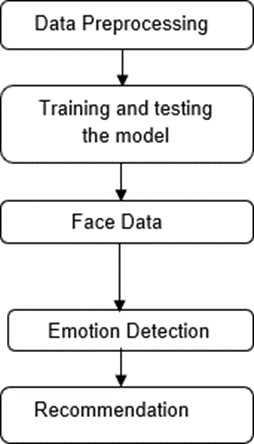 Data Preprocessing
Training and testing
the model
Face Data
Emotion Detection
Recommendation